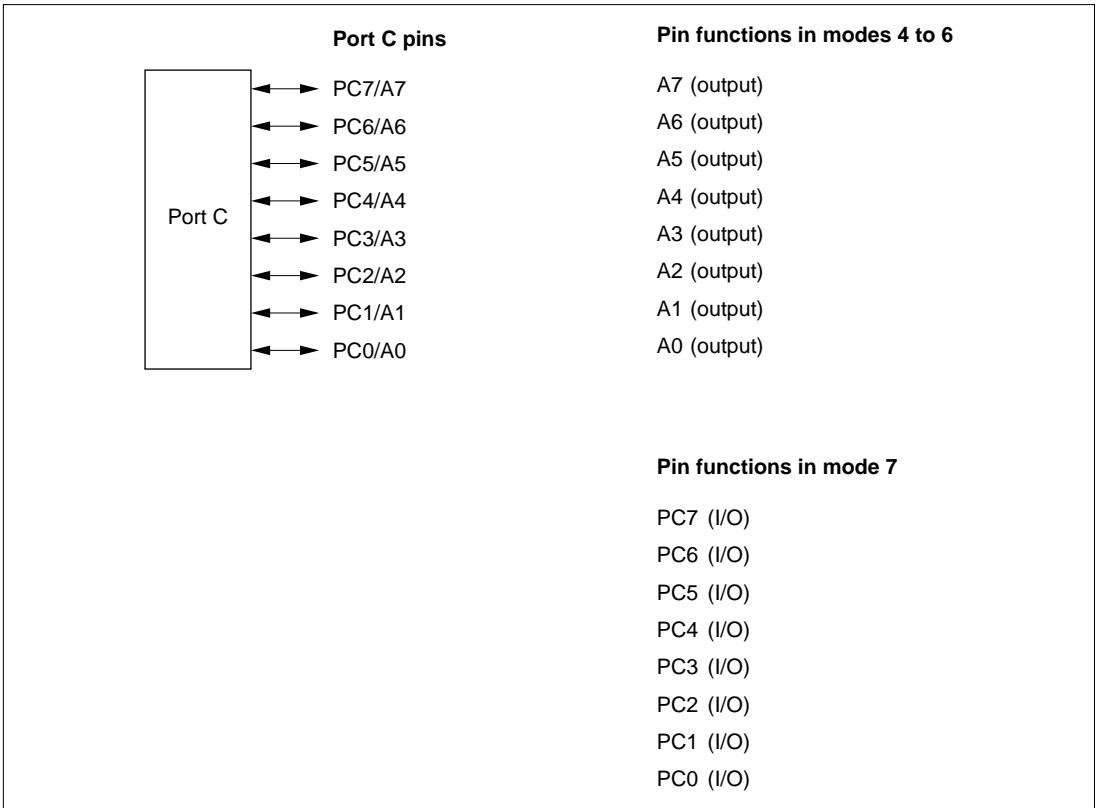 Port C pins
Pin functions in modes 4 to 6
Port C
PC7/A7
A7 (output)
PC6/A6
A6 (output)
PC5/A5
A5 (output)
PC4/A4
A4 (output)
PC3/A3
A3 (output)
PC2/A2
A2 (output)
PC1/A1
A1 (output)
PC0/A0
A0 (output)
Pin functions in mode 7
PC7 (I/O)
PC6 (I/O)
PC5 (I/O)
PC4 (I/O)
PC3 (I/O)
PC2 (I/O)
PC1 (I/O)
PC0 (I/O)